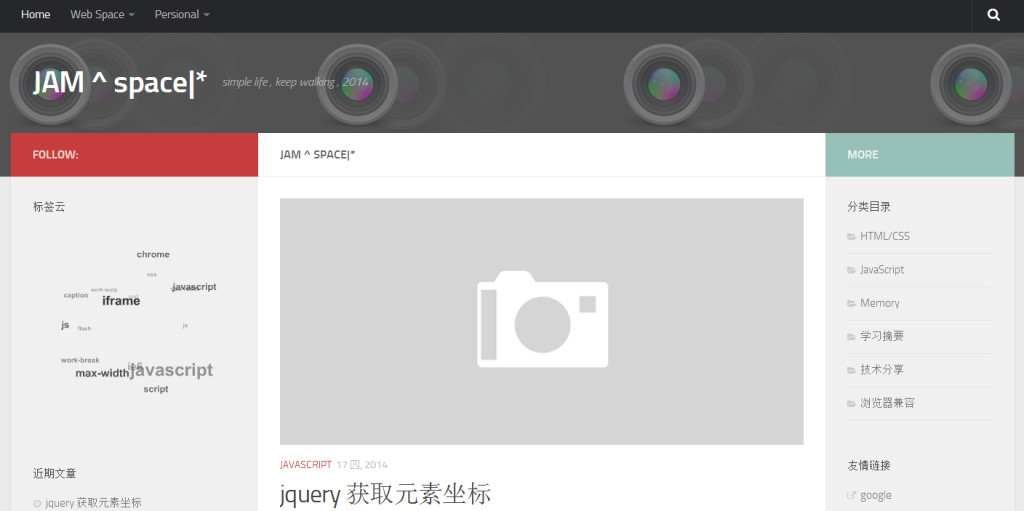 Home
Web Space
Persional
JAM ^ space|*
simple life , keep walking , 2014
FOLLOW:
标签云
chrome
css
javascript
work-warp
caption
iframe
js
flash
js
work-break
ie6
max-width
javascript
script
近期文章
jquery 获取元素坐标
JAM ^ SPACE|*
JAVASCRIPT 17 四, 2014
jquery 获取元素坐标
MORE
分类目录
HTML/CSS
JavaScript
Memory
学习摘要
技术分享
浏览器兼容
友情链接
google